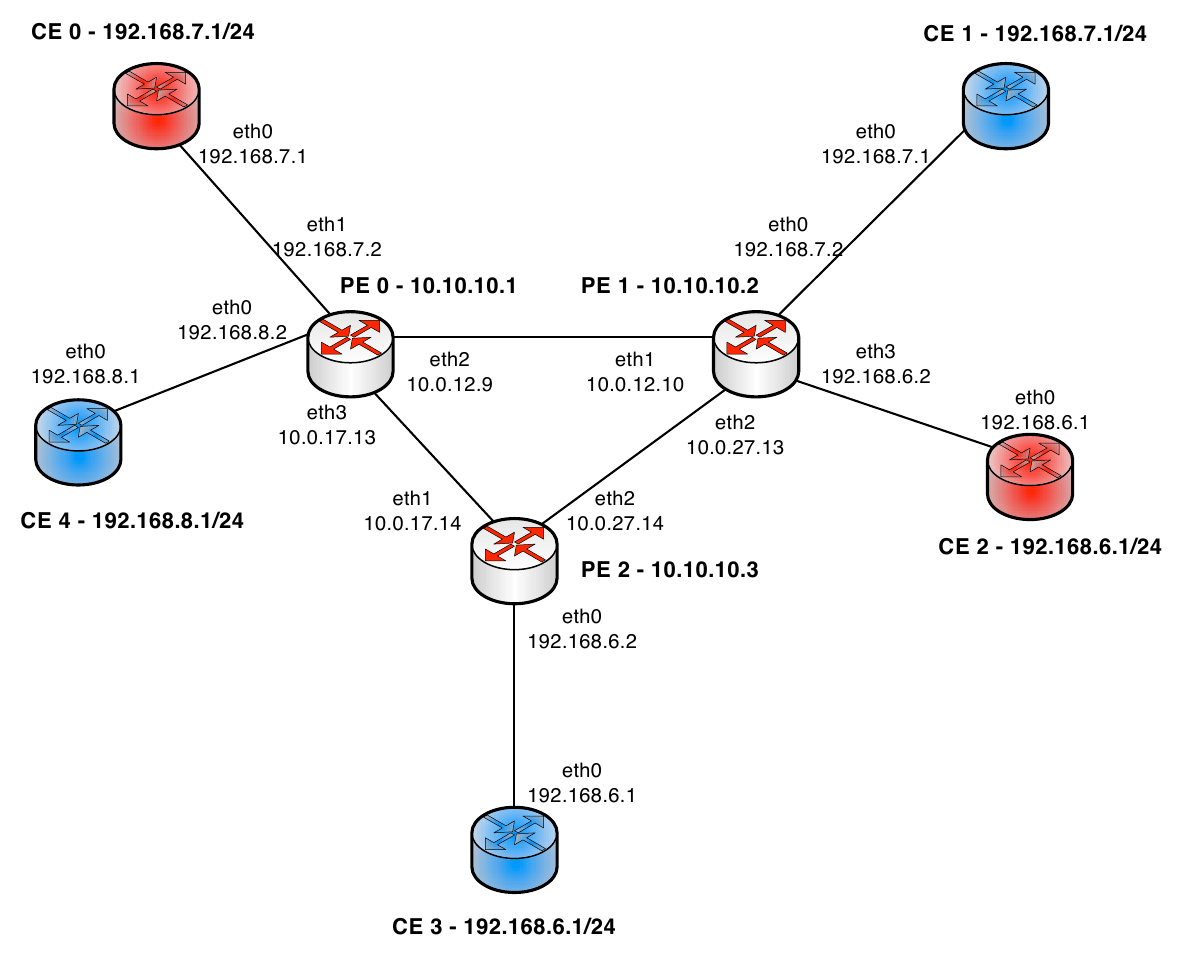 CE 0 - 192.168.7.1/24
CE 1 - 192.168.7.1/24
eth0
192.168.7.1
eth0
192.168.7.1
eth1
192.168.7.2
eth0
192.168.7.2
PE 0 - 10.10.10.1
PE 1 - 10.10.10.2
eth0
192.168.8.2
eth0
192.168.8.1
eth2
10.0.12.9
eth1
10.0.12.10
eth3
192.168.6.2
eth0
192.168.6.1
eth3
10.0.17.13
eth2
10.0.27.13
CE 4 - 192.168.8.1/24
eth1
10.0.17.14
eth2
10.0.27.14
CE 2 - 192.168.6.1/24
PE 2 - 10.10.10.3
eth0
192.168.6.2
eth0
192.168.6.1
CE 3 - 192.168.6.1/24